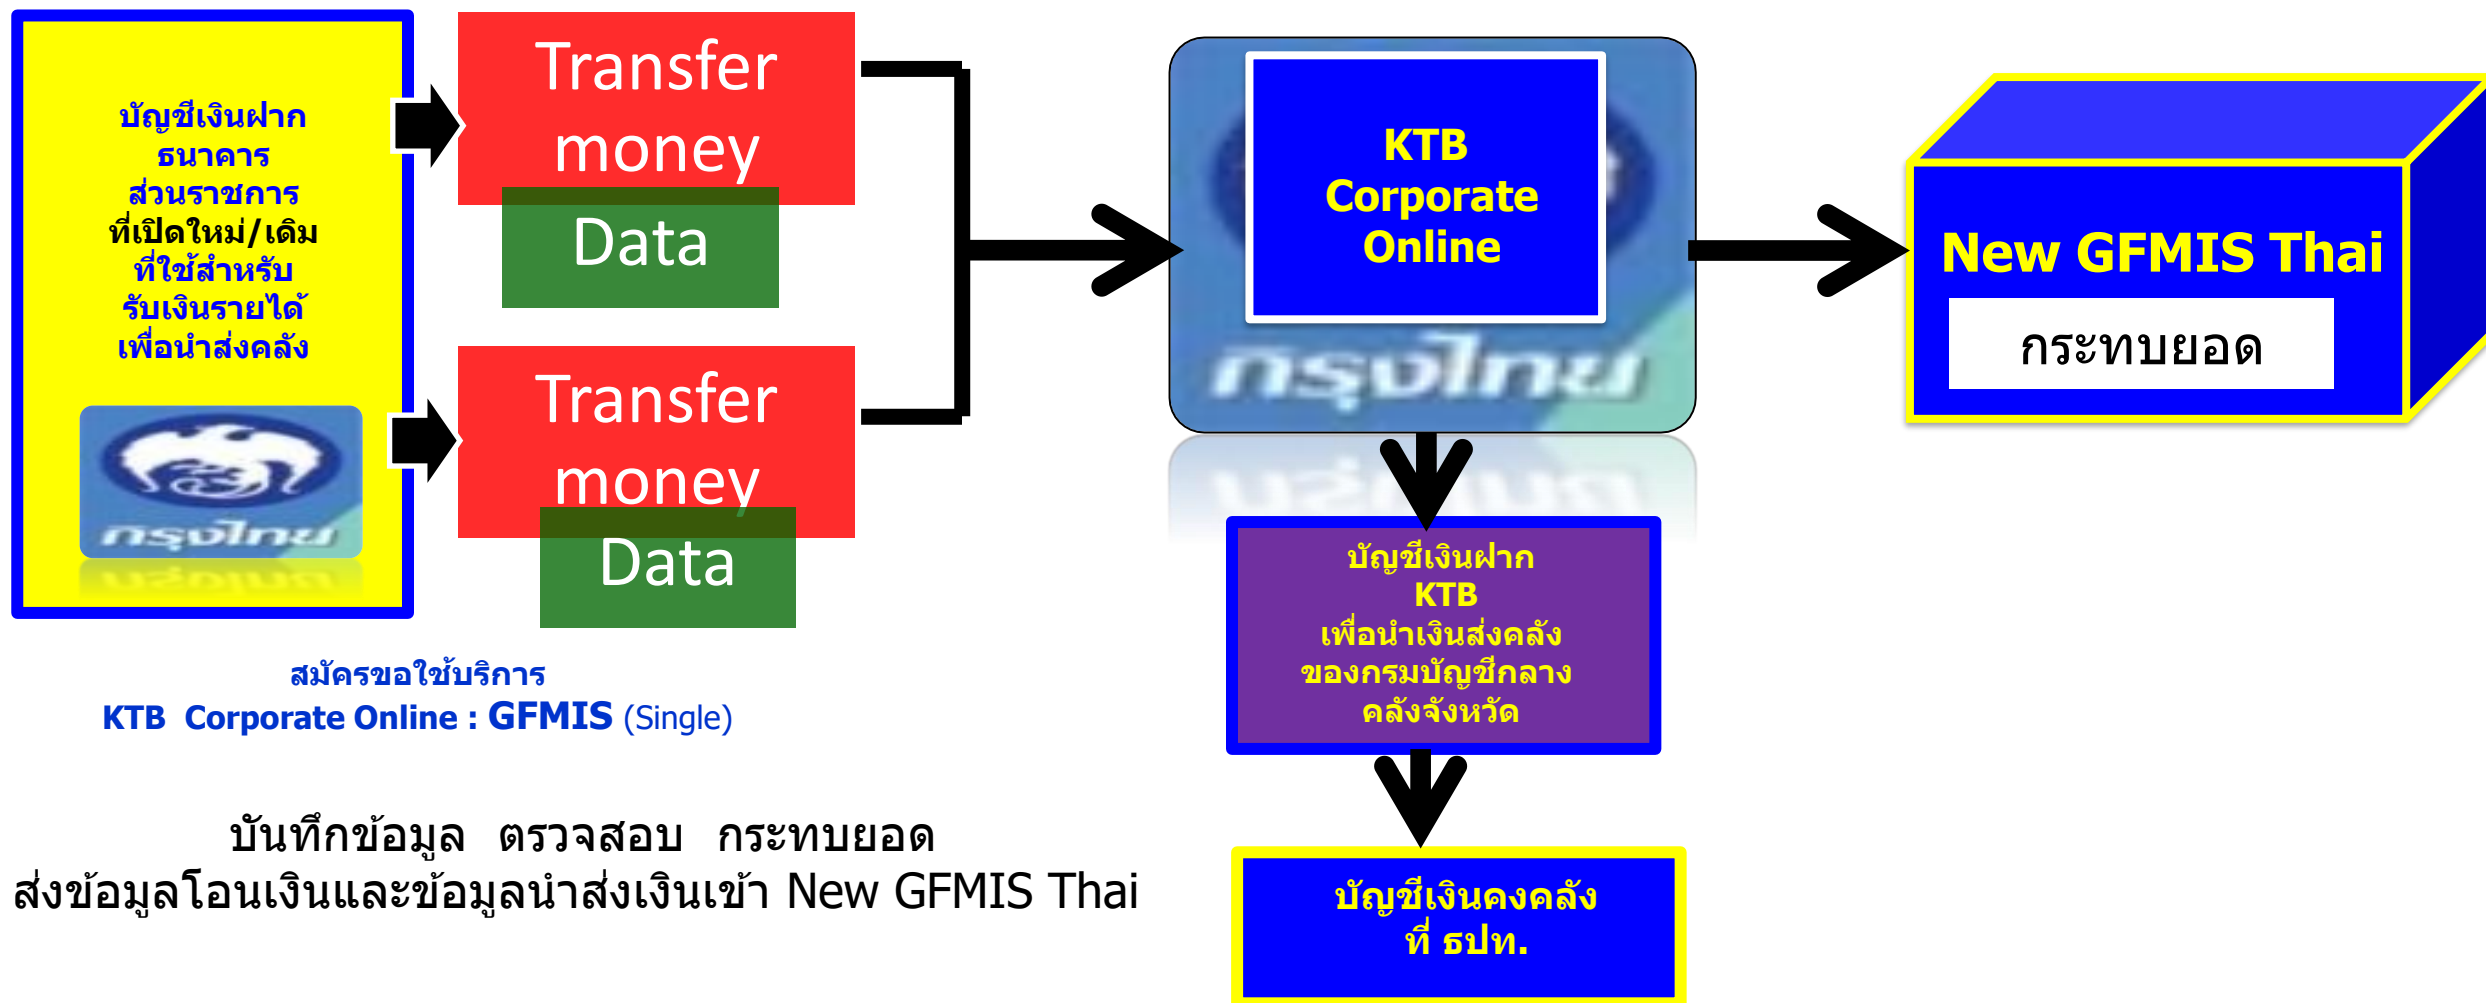 บัญชีเงินฝาก
ธนาคาร
ส่วนราชการ
ที่เปิดใหม่/เดิม
ที่ใช้สำหรับ
รับเงินรายได้
เพื่อนำส่งคลัง
กรุงไทย
Transfer
money
Data
Transfer
money
Data
สมัครขอใช้บริการ
KTB Corporate Online : GFMIS (Single)
บันทึกข้อมูล ตรวจสอบ กระทบยอด
ส่งข้อมูลโอนเงินและข้อมูลนำส่งเงินเข้า New GFMIS Thai
KTB
Corporate
Online
กรุงไทย
บัญชีเงินฝาก
KTB
เพื่อนำเงินส่งคลัง
ของกรมบัญชีกลาง
คลังจังหวัด
บัญชีเงินคงคลัง
ที่ ธปท.
New GFMIS Thai
กระทบยอด